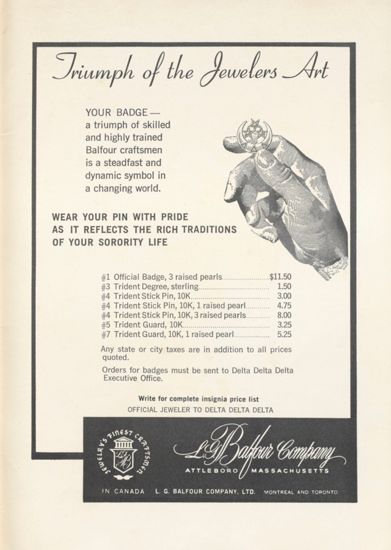 Triumph of the Jewelers Art
YOUR BADGE —
a triumph of skilled
and highly trained
Balfour craftsmen
is a steadfast and
dynamic symbol in
a changing world.
WEAR YOUR PIN WITH PRIDE
AS IT REFLECTS THE RICH TRADITIONS
OF YOUR SORORITY LIFE
#1 Official Badge, 3 raised pearls $11.50
#3 Trident Degree, sterling 1.50
#4 Trident Stick Pin, 10K 3.00
#4 Trident Stick Pin, 10K, 1 raised pearl 4.75
#4 Trident Stick Pin, 10K, 3 raised pearls 8.00
#5 Trident Guard, 10K 3.25
#7 Trident Guard, 10K, 1 raised pearl 5.25
Any state or city taxes are in addition to all prices
quoted.
Orders for badges must be sent to Delta Delta Delta
Executive Office.
Write for complete insignia price list
OFFICIAL JEWELER TO DELTA DELTA DELTA
JEWELRY'S FINEST CRAFTSMEN
L.G. Balfour Company
ATTLEBORO MASSACHUSETTS
IN CANADA L. G. BALFOUR COMPANY, LTD. MONTREAL AND TORONTO